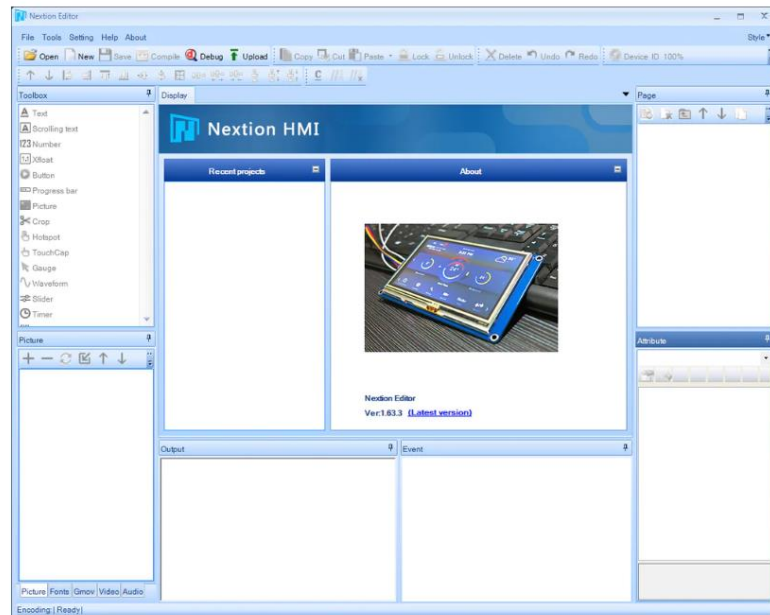 Nextion Editor
File Tools Setting Help About
Style
Open New Save Compile Debug Upload Copy Cut Paste Lock Unlock Delete Undo Redo Device ID 100%
Toolbox
Text
Scrolling text
Number
Xfloat
Button
Progress bar
Picture
Crop
Hotspot
TouchCap
Gauge
Waveform
Slider
Timer
Picture
Picture Fonts Gmov Video Audio
Encoding:| Ready|
Display
Nextion HMI
Recent projects
About
Nextion Editor
Ver:1.63.3 (Latest version)
Output
Event
Page
Attribute